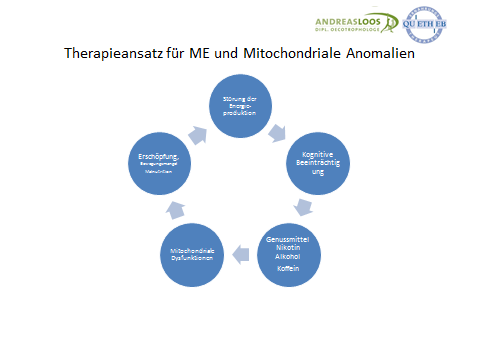 ANDREASLOOS
DIPL. OECOTROPHOLOGE
QU ETH EB
Therapieansatz für ME und Mitochondriale Anomalien
Störung der
Energie-
produktion
Kognitive
Beeinträchtig
ung
Genussmittel
Nikotin
Alkohol
Koffein
Mitochondriale
Dysfunktionen
Erschöpfung,
Bewegungsmangel
Malnutrition